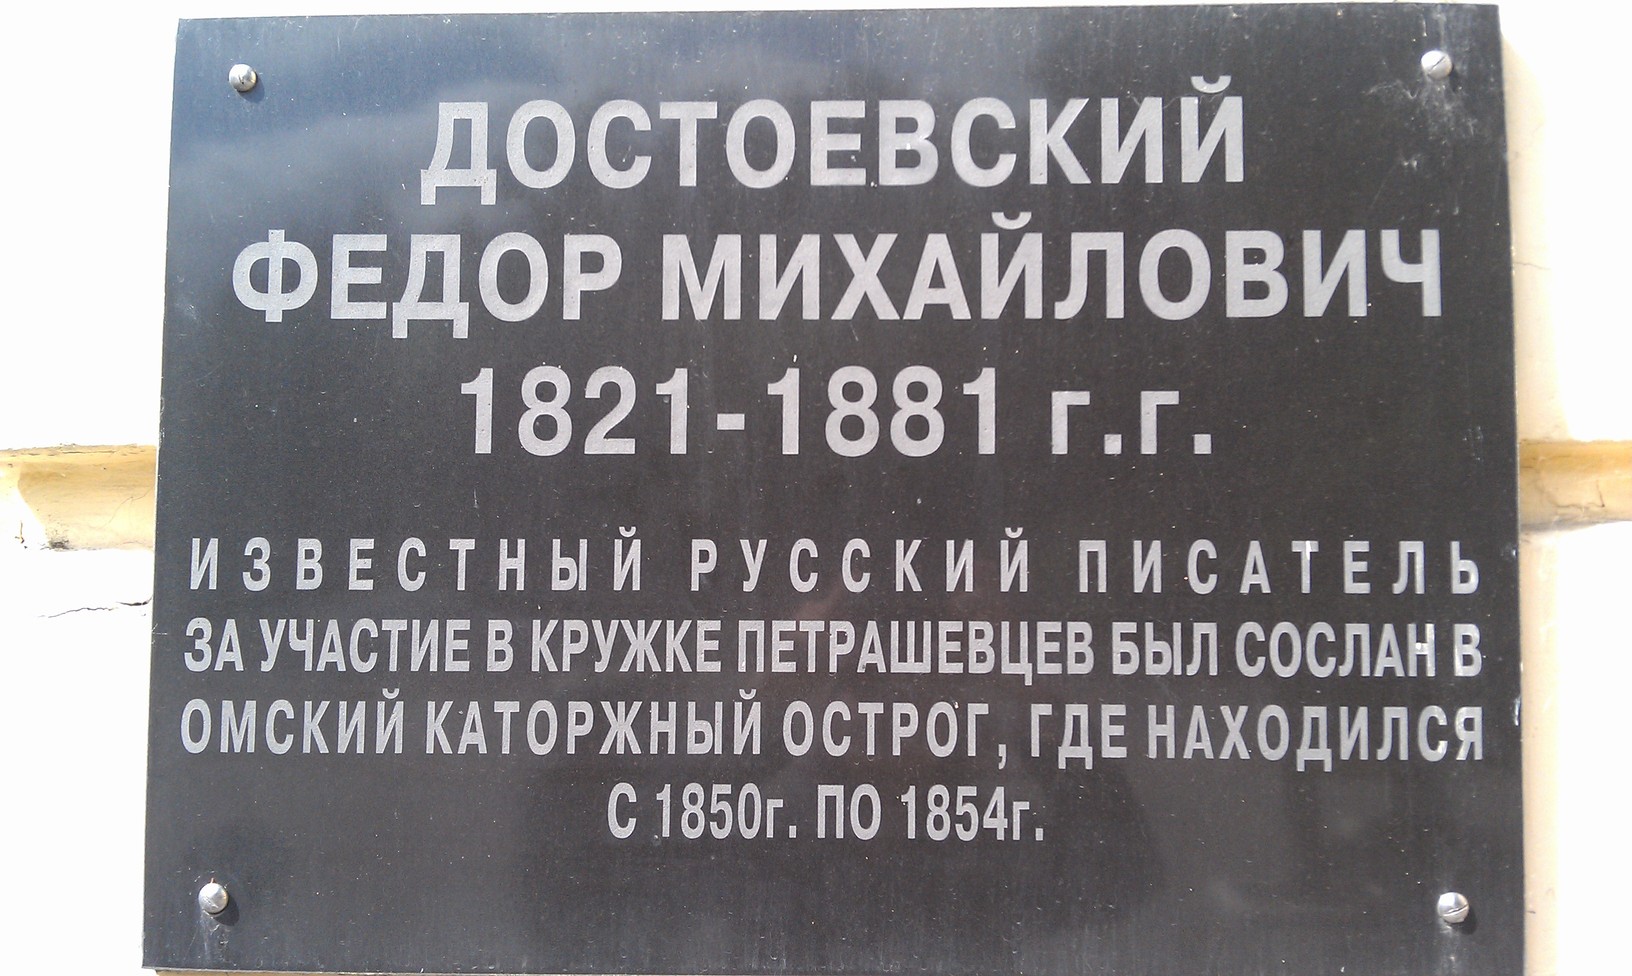 ДОСТОЕВСКИЙ
ФЕДОР МИХАЙЛОВИЧ
1821-1881 г.г.
ИЗВЕСТНЫЙ РУССКИЙ ПИСАТЕЛЬ
ЗА УЧАСТИЕ В КРУЖКЕ ПЕТРАШЕВЦЕВ БЫЛ СОСЛАН В
ОМСКИЙ КАТОРЖНЫЙ ОСТРОГ, ГДЕ НАХОДИЛСЯ
С 1850г. ПО 1854г.